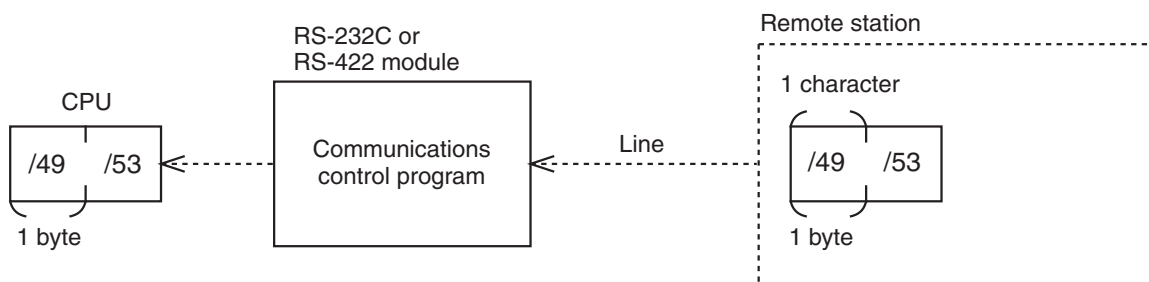 Remote station
RS-232C or
RS-422 module
1 character
CPU
/49 /53
Communications
control program
Line
/49 /53
1 byte
1 byte